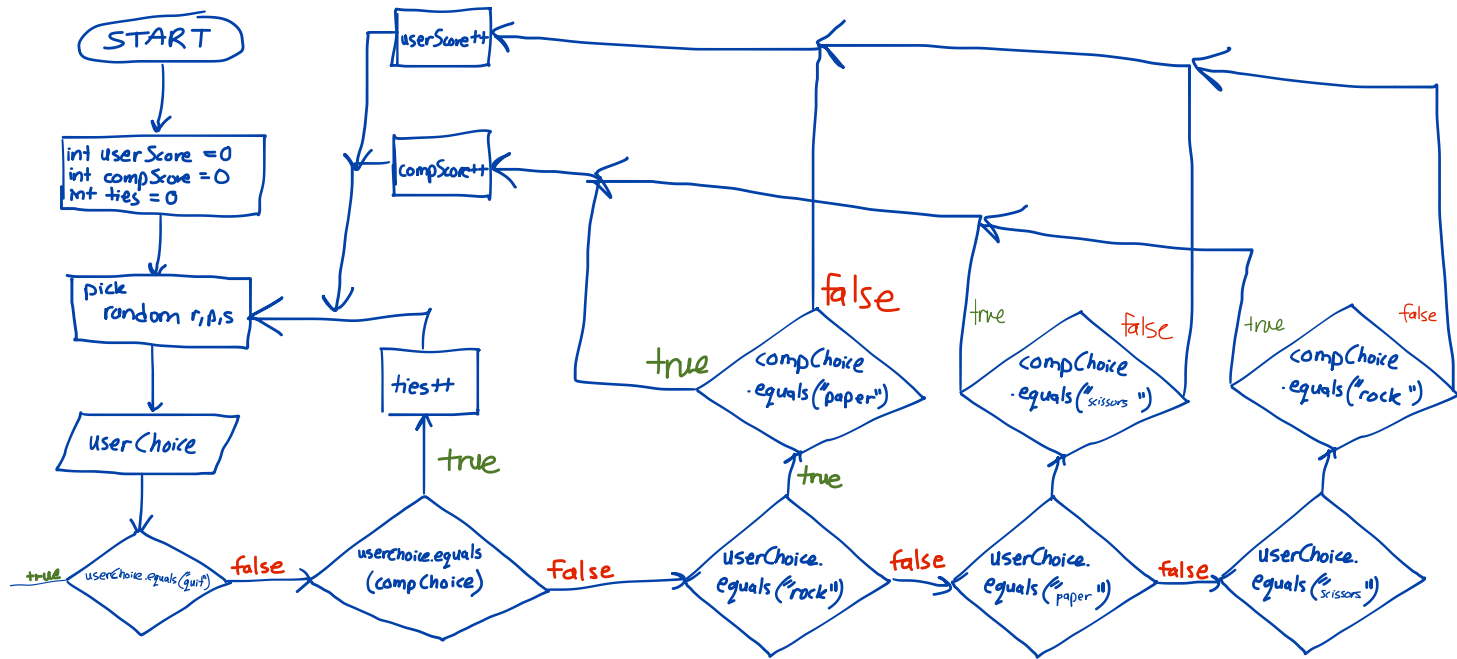 START
userScore++
int userScore = 0
int compScore = 0
int ties = 0
compScore++
pick
random r,p,s
ties++
userChoice
true
userChoice.equals("quit")
false
true
userChoice.equals
(compChoice)
false
true
false
compChoice
.equals("paper")
true
userChoice.
equals("rock")
false
true
false
compChoice
.equals("scissors")
userChoice.
equals("paper")
false
true
false
compChoice
.equals("rock")
userChoice.
equals("scissors")